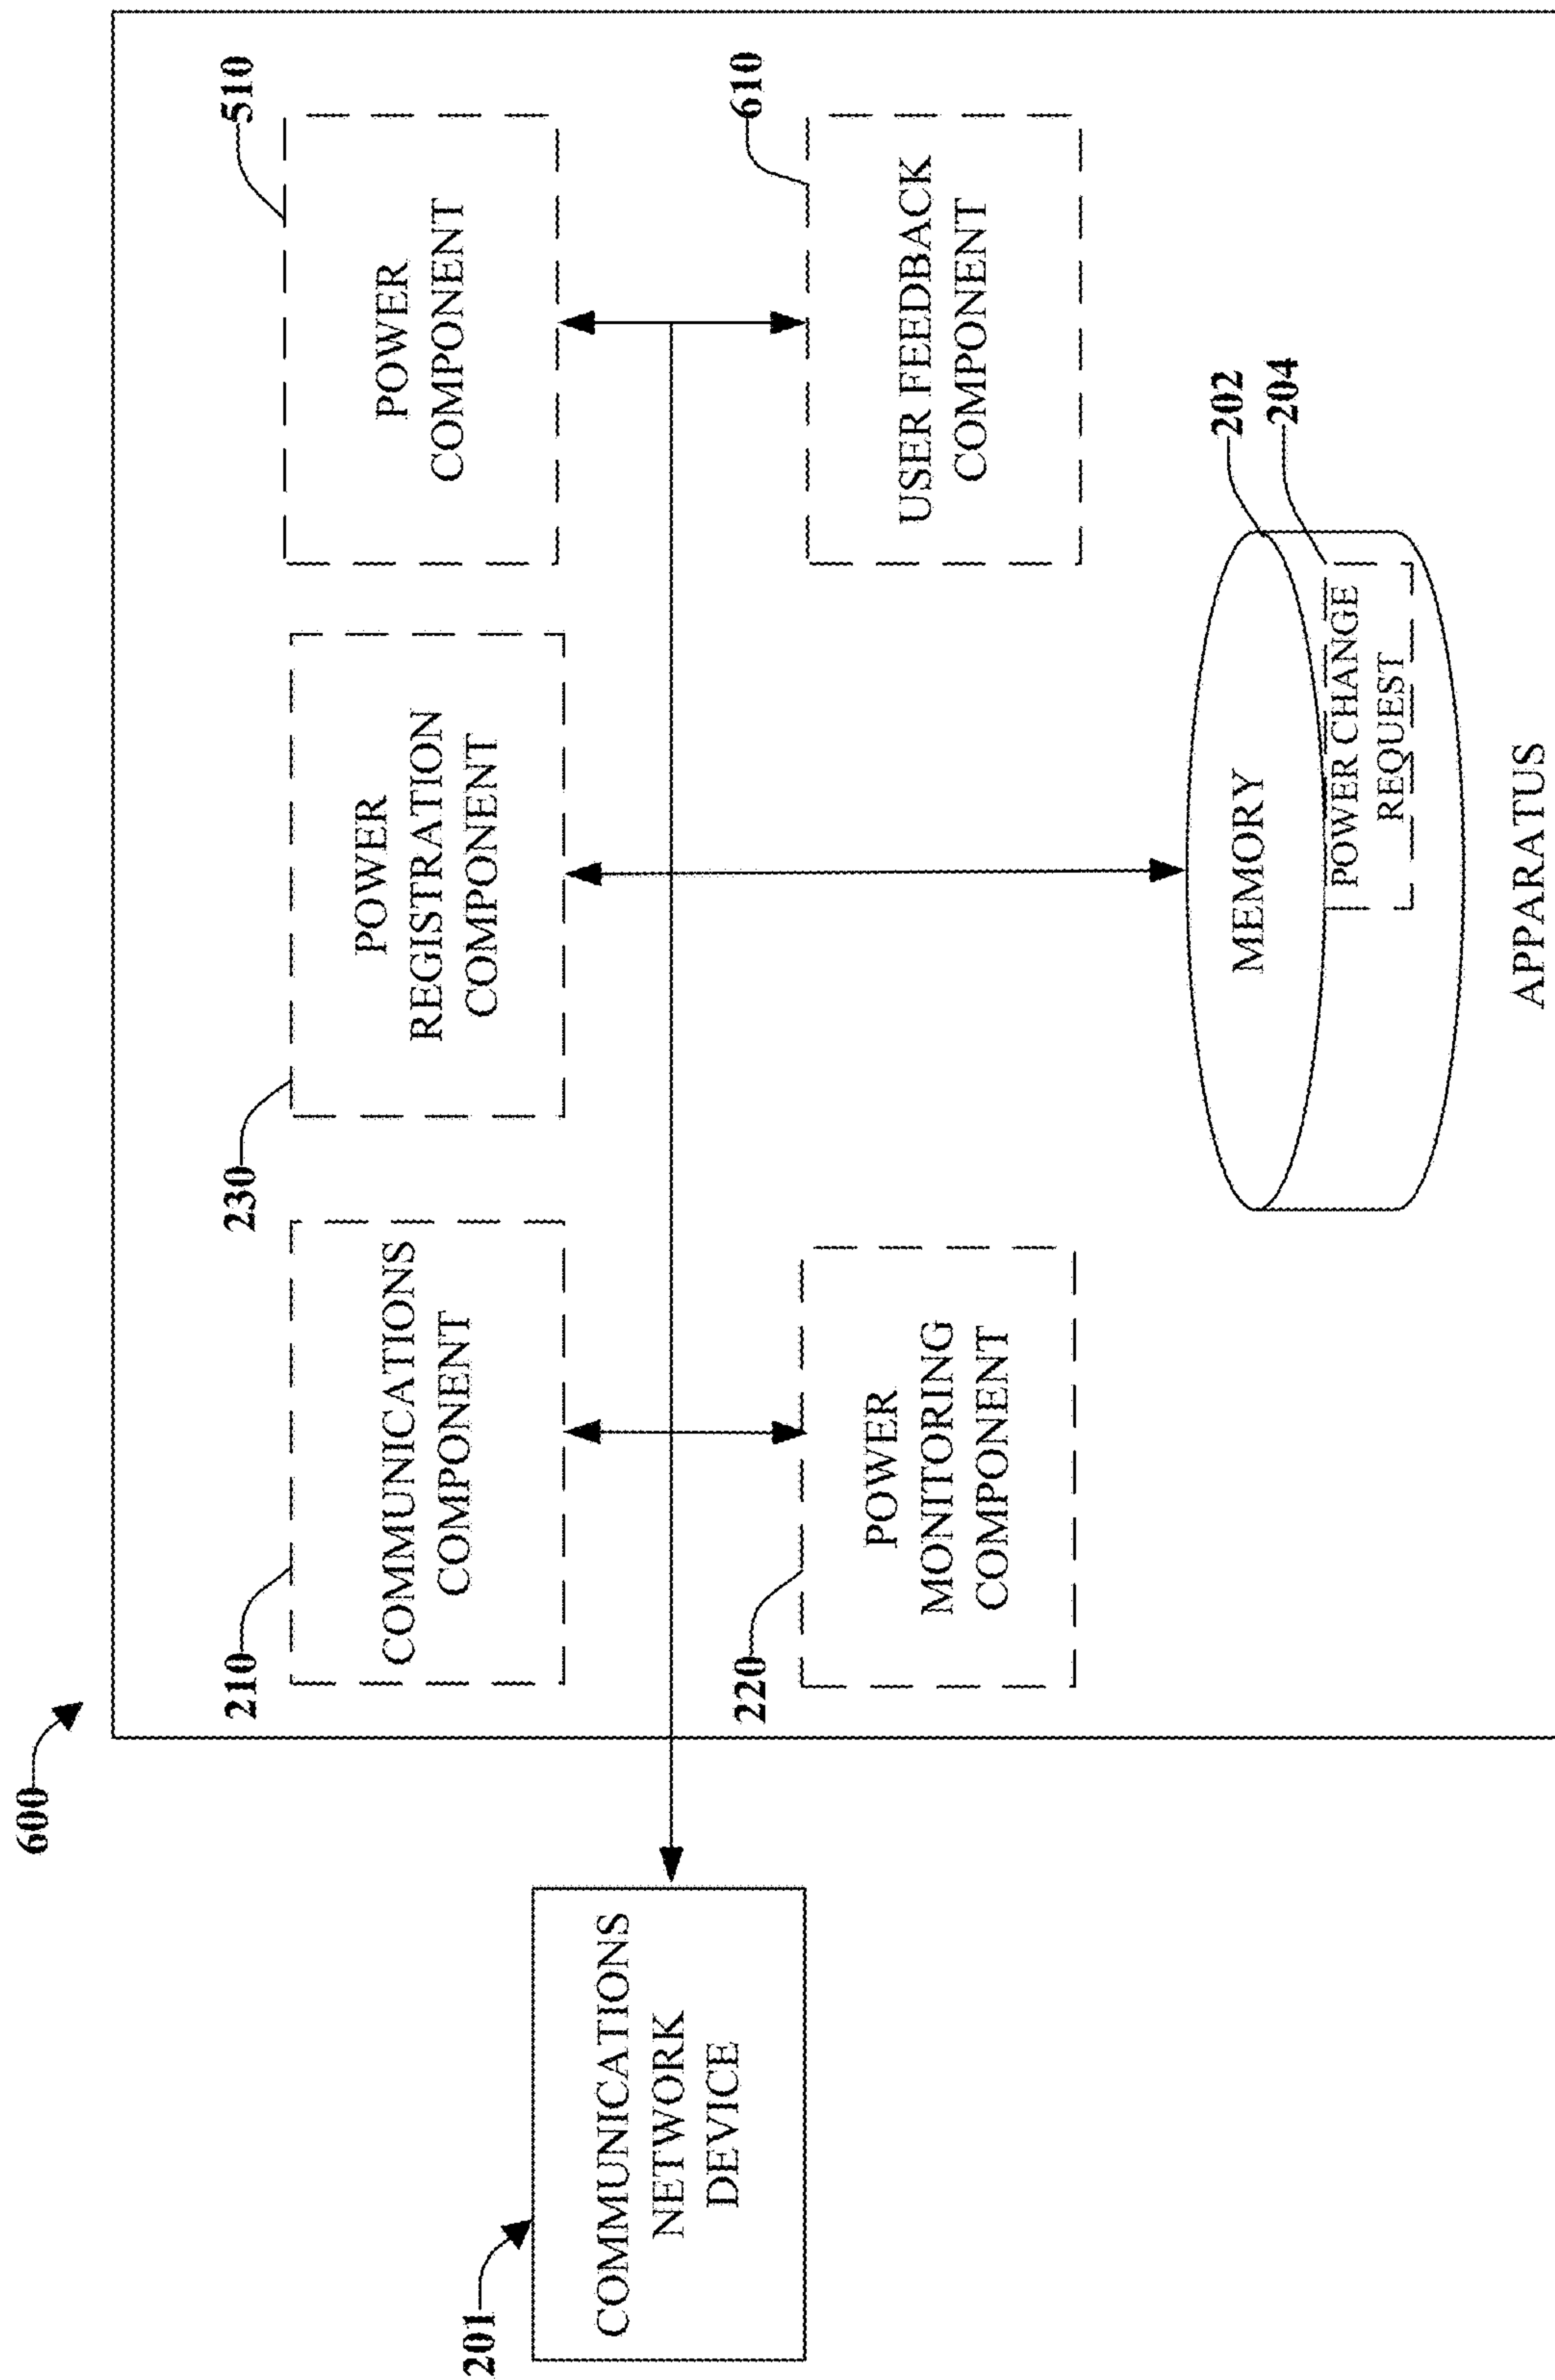 600
201
COMMUNICATIONS
NETWORK
DEVICE
210
COMMUNICATIONS
COMPONENT
230
POWER
REGISTRATION
COMPONENT
510
POWER
COMPONENT
220
POWER
MONITORING
COMPONENT
610
USER FEEDBACK
COMPONENT
202
204
MEMORY
POWER CHANGE
REQUEST
APPARATUS